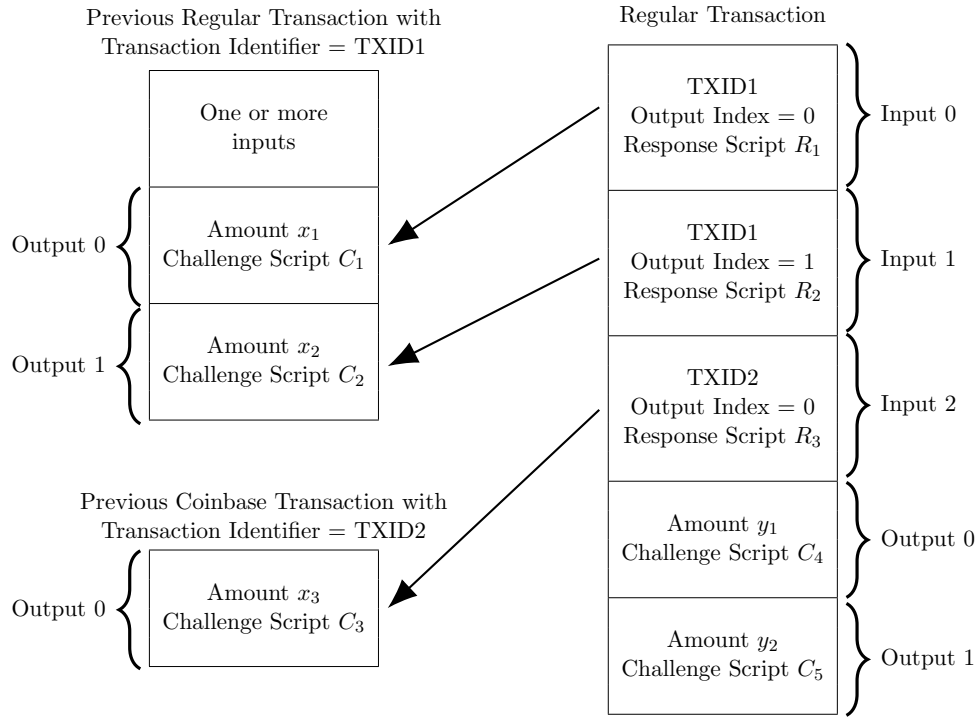 Previous Regular Transaction with
Transaction Identifier = TXID1
One or more
inputs
Output 0
Amount x₁
Challenge Script C₁
Output 1
Amount x₂
Challenge Script C₂
Previous Coinbase Transaction with
Transaction Identifier = TXID2
Output 0
Amount x₃
Challenge Script C₃
Regular Transaction
TXID1
Output Index = 0
Response Script R₁
Input 0
TXID1
Output Index = 1
Response Script R₂
Input 1
TXID2
Output Index = 0
Response Script R₃
Input 2
Amount y₁
Challenge Script C₄
Output 0
Amount y₂
Challenge Script C₅
Output 1